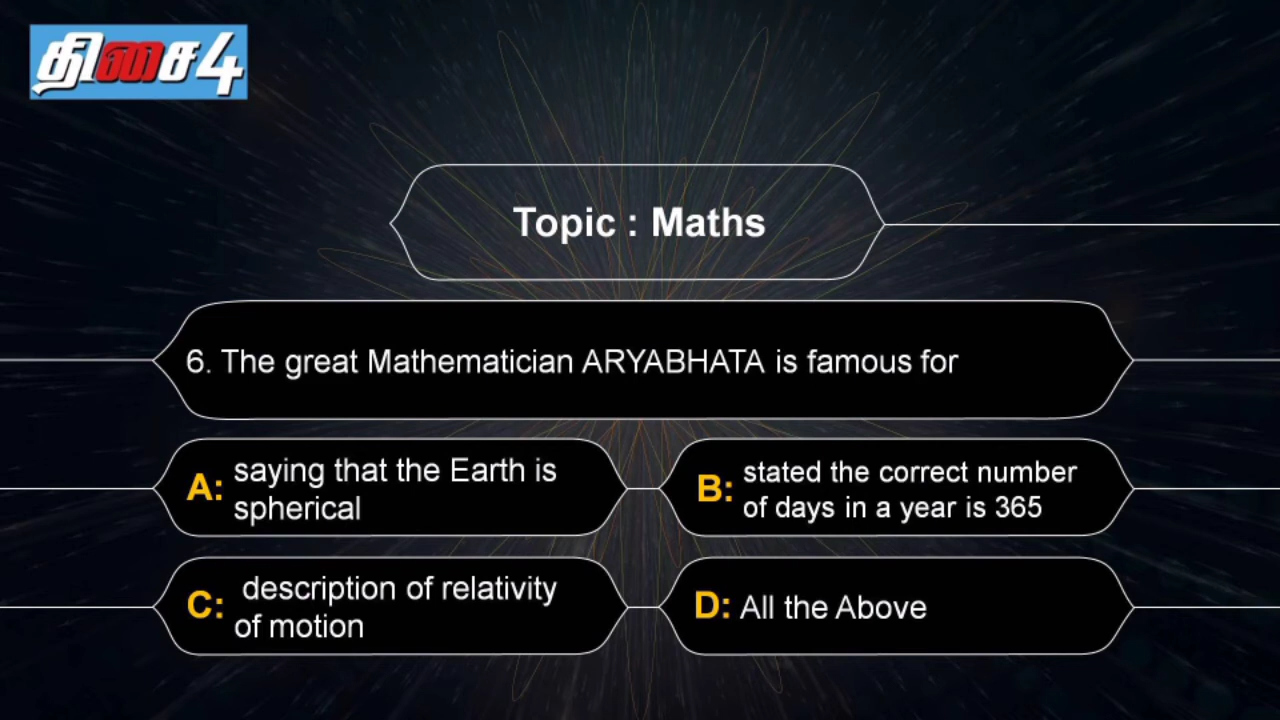 திசை4
Topic : Maths
6. The great Mathematician ARYABHATA is famous for
A: saying that the Earth is
spherical
B: stated the correct number
of days in a year is 365
C: description of relativity
of motion
D: All the Above